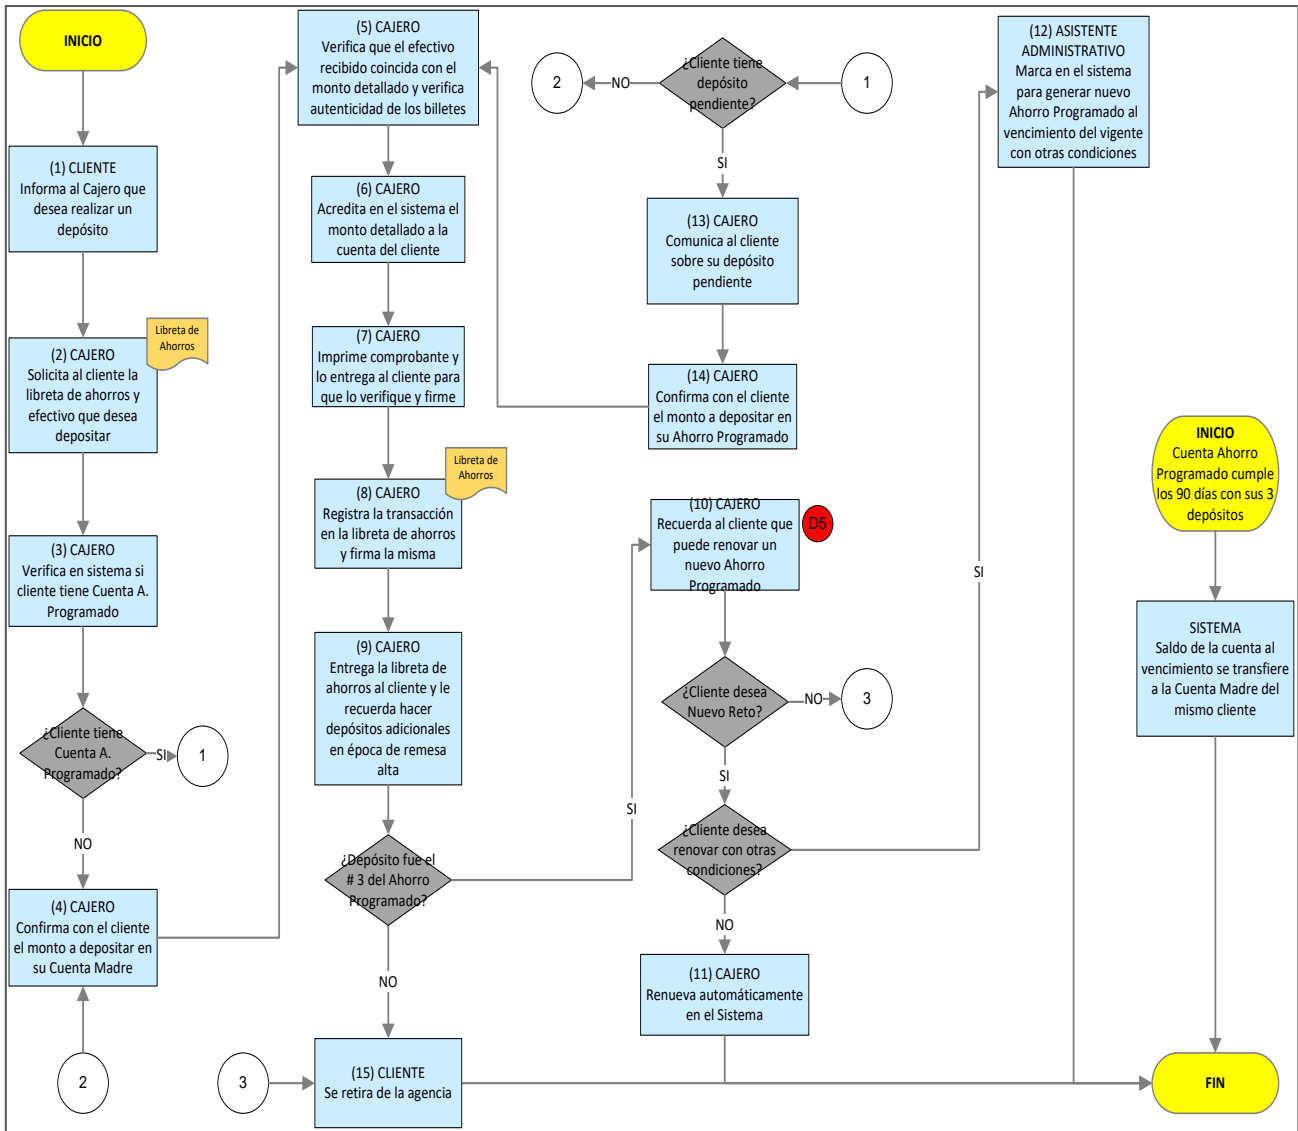 INICIO
(1) CLIENTE
Informa al Cajero que
desea realizar un
depósito
Libreta de
Ahorros
(2) CAJERO
Solicita al cliente la
libreta de ahorros y
efectivo que desea
depositar
(3) CAJERO
Verifica en sistema si
cliente tiene Cuenta A.
Programado
¿Cliente tiene
Cuenta A.
Programado?
SI
1
NO
(4) CAJERO
Confirma con el cliente
el monto a depositar en
su Cuenta Madre
2
(5) CAJERO
Verifica que el efectivo
recibido coincida con el
monto detallado y verifica
autenticidad de los billetes
(6) CAJERO
Acredita en el sistema el
monto detallado a la
cuenta del cliente
(7) CAJERO
Imprime comprobante y
lo entrega al cliente para
que lo verifique y firme
Libreta de
Ahorros
(8) CAJERO
Registra la transacción
en la libreta de ahorros
y firma la misma
(9) CAJERO
Entrega la libreta de
ahorros al cliente y le
recuerda hacer
depósitos adicionales
en época de remesa
alta
¿Depósito fue el
# 3 del Ahorro
Programado?
SI
NO
3
(15) CLIENTE
Se retira de la agencia
2
NO
¿Cliente tiene
depósito
pendiente?
1
SI
(13) CAJERO
Comunica al cliente
sobre su depósito
pendiente
(14) CAJERO
Confirma con el cliente
el monto a depositar en
su Ahorro Programado
(10) CAJERO
Recuerda al cliente que
puede renovar un
nuevo Ahorro
Programado
D5
¿Cliente desea
Nuevo Reto?
NO
3
SI
¿Cliente desea
renovar con otras
condiciones?
SI
NO
(11) CAJERO
Renueva automáticamente
en el Sistema
(12) ASISTENTE
ADMINISTRATIVO
Marca en el sistema
para generar nuevo
Ahorro Programado al
vencimiento del vigente
con otras condiciones
INICIO
Cuenta Ahorro
Programado cumple
los 90 días con sus 3
depósitos
SISTEMA
Saldo de la cuenta al
vencimiento se transfiere
a la Cuenta Madre del
mismo cliente
FIN